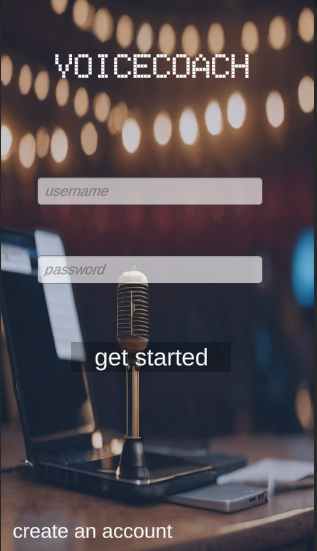 VOICECOACH
username
password
get started
create an account